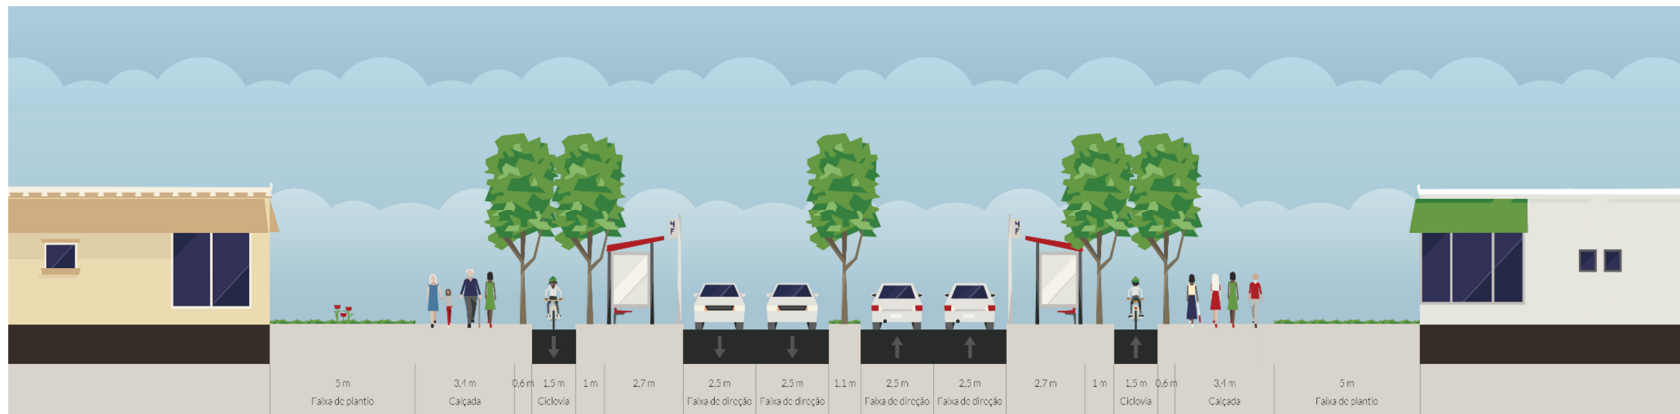 5 m 3,4 m 0,6 m 1,5 m 1 m 2,7 m 2,5 m 2,5 m 1,1 m 2,5 m 2,5 m 2,7 m 1 m 1,5 m 0,6 m 3,4 m 5 m
Faixa de plantio Calçada Ciclovia Faixa de direção Faixa de direção Faixa de direção Faixa de direção Ciclovia Calçada Faixa de plantio